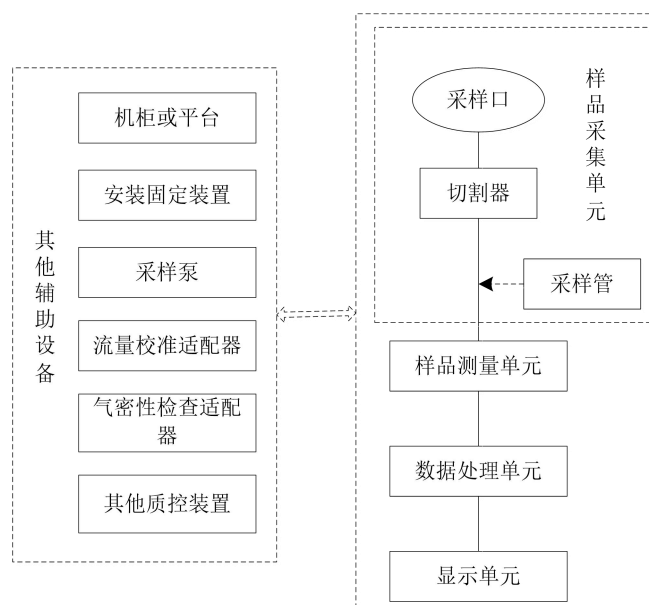 其他辅助设备
机柜或平台
安装固定装置
采样泵
流量校准适配器
气密性检查适配
器
其他质控装置
样品采集单元
采样口
切割器
采样管
样品测量单元
数据处理单元
显示单元